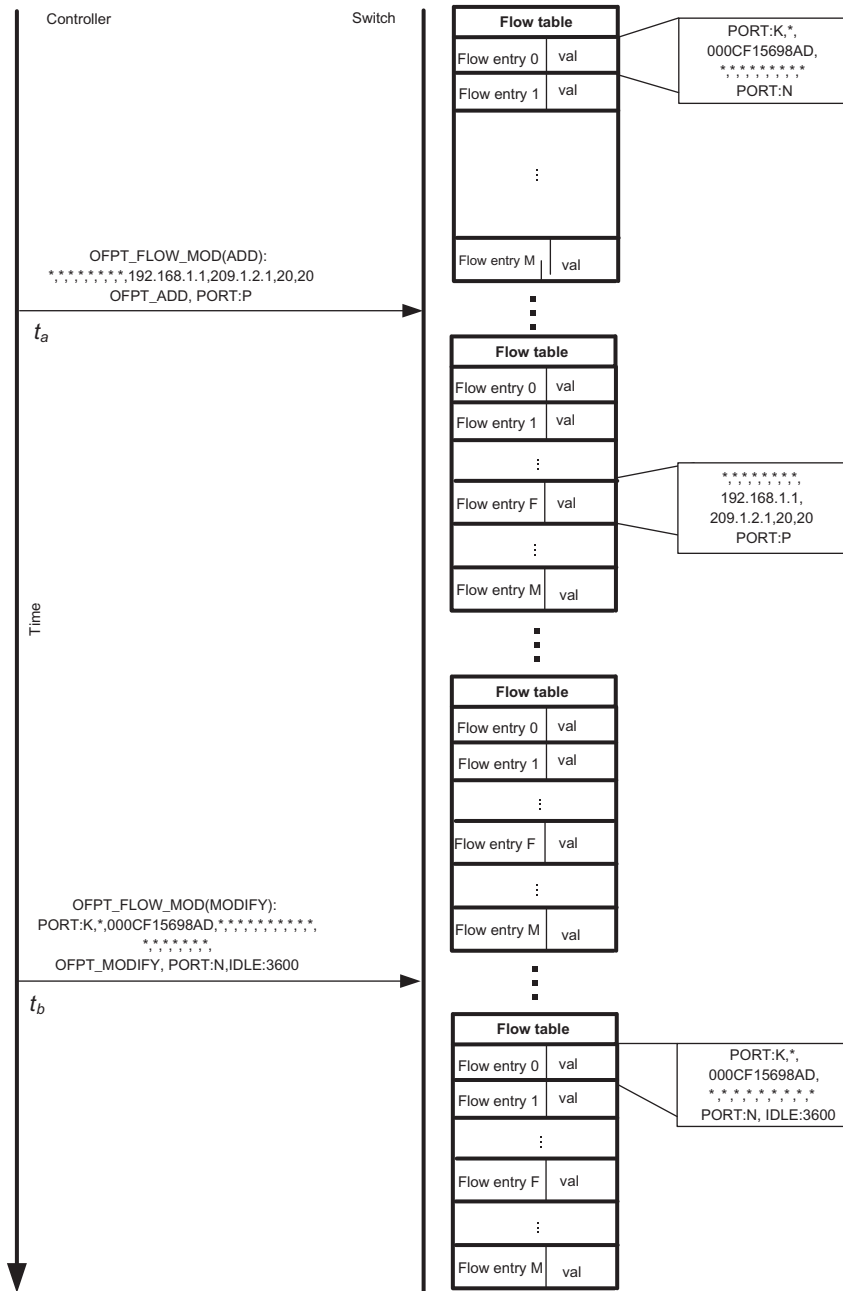 Controller
Switch
Flow table
Flow entry 0 val
Flow entry 1 val
⋮
Flow entry M val
PORT:K,*,
000CF15698AD,
*,*,*,*,*,*,*,*,*
PORT:N
OFPT_FLOW_MOD(ADD):
*,*,*,*,*,*,*,*,192.168.1.1,209.1.2.1,20,20
OFPT_ADD, PORT:P
ta
Flow table
Flow entry 0 val
Flow entry 1 val
⋮
Flow entry F val
⋮
Flow entry M val
*,*,*,*,*,*,*,*,
192.168.1.1,
209.1.2.1,20,20
PORT:P
Time
Flow table
Flow entry 0 val
Flow entry 1 val
⋮
Flow entry F val
⋮
Flow entry M val
OFPT_FLOW_MOD(MODIFY):
PORT:K,*,000CF15698AD,*,*,*,*,*,*,*,*,*,*,
*,*,*,*,*,*,*,
OFPT_MODIFY, PORT:N,IDLE:3600
tb
Flow table
Flow entry 0 val
Flow entry 1 val
⋮
Flow entry F val
⋮
Flow entry M val
PORT:K,*,
000CF15698AD,
*,*,*,*,*,*,*,*,*,*
PORT:N, IDLE:3600